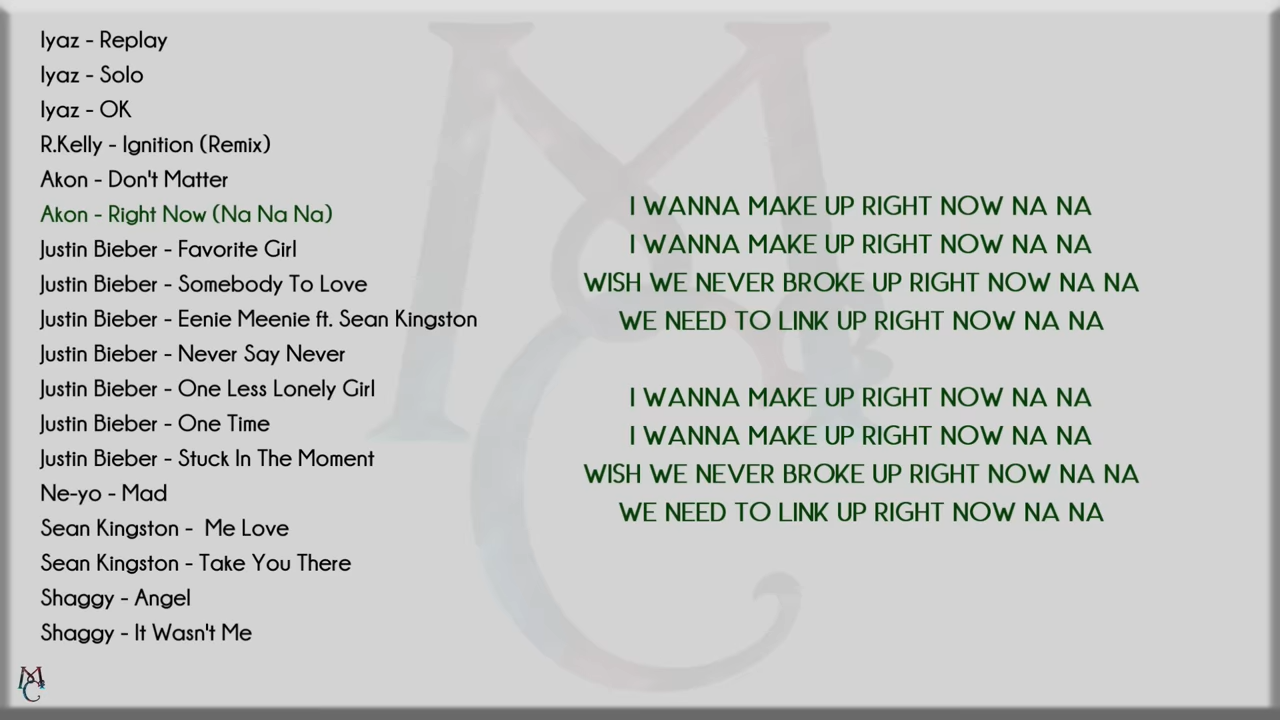 Iyaz - Replay
Iyaz - Solo
Iyaz - OK
R.Kelly - Ignition (Remix)
Akon - Don't Matter
Akon - Right Now (Na Na Na)
Justin Bieber - Favorite Girl
Justin Bieber - Somebody To Love
Justin Bieber - Eenie Meenie ft. Sean Kingston
Justin Bieber - Never Say Never
Justin Bieber - One Less Lonely Girl
Justin Bieber - One Time
Justin Bieber - Stuck In The Moment
Ne-yo - Mad
Sean Kingston -  Me Love
Sean Kingston - Take You There
Shaggy - Angel
Shaggy - It Wasn't Me
I WANNA MAKE UP RIGHT NOW NA NA
I WANNA MAKE UP RIGHT NOW NA NA
WISH WE NEVER BROKE UP RIGHT NOW NA NA
WE NEED TO LINK UP RIGHT NOW NA NA
I WANNA MAKE UP RIGHT NOW NA NA
I WANNA MAKE UP RIGHT NOW NA NA
WISH WE NEVER BROKE UP RIGHT NOW NA NA
WE NEED TO LINK UP RIGHT NOW NA NA
MC